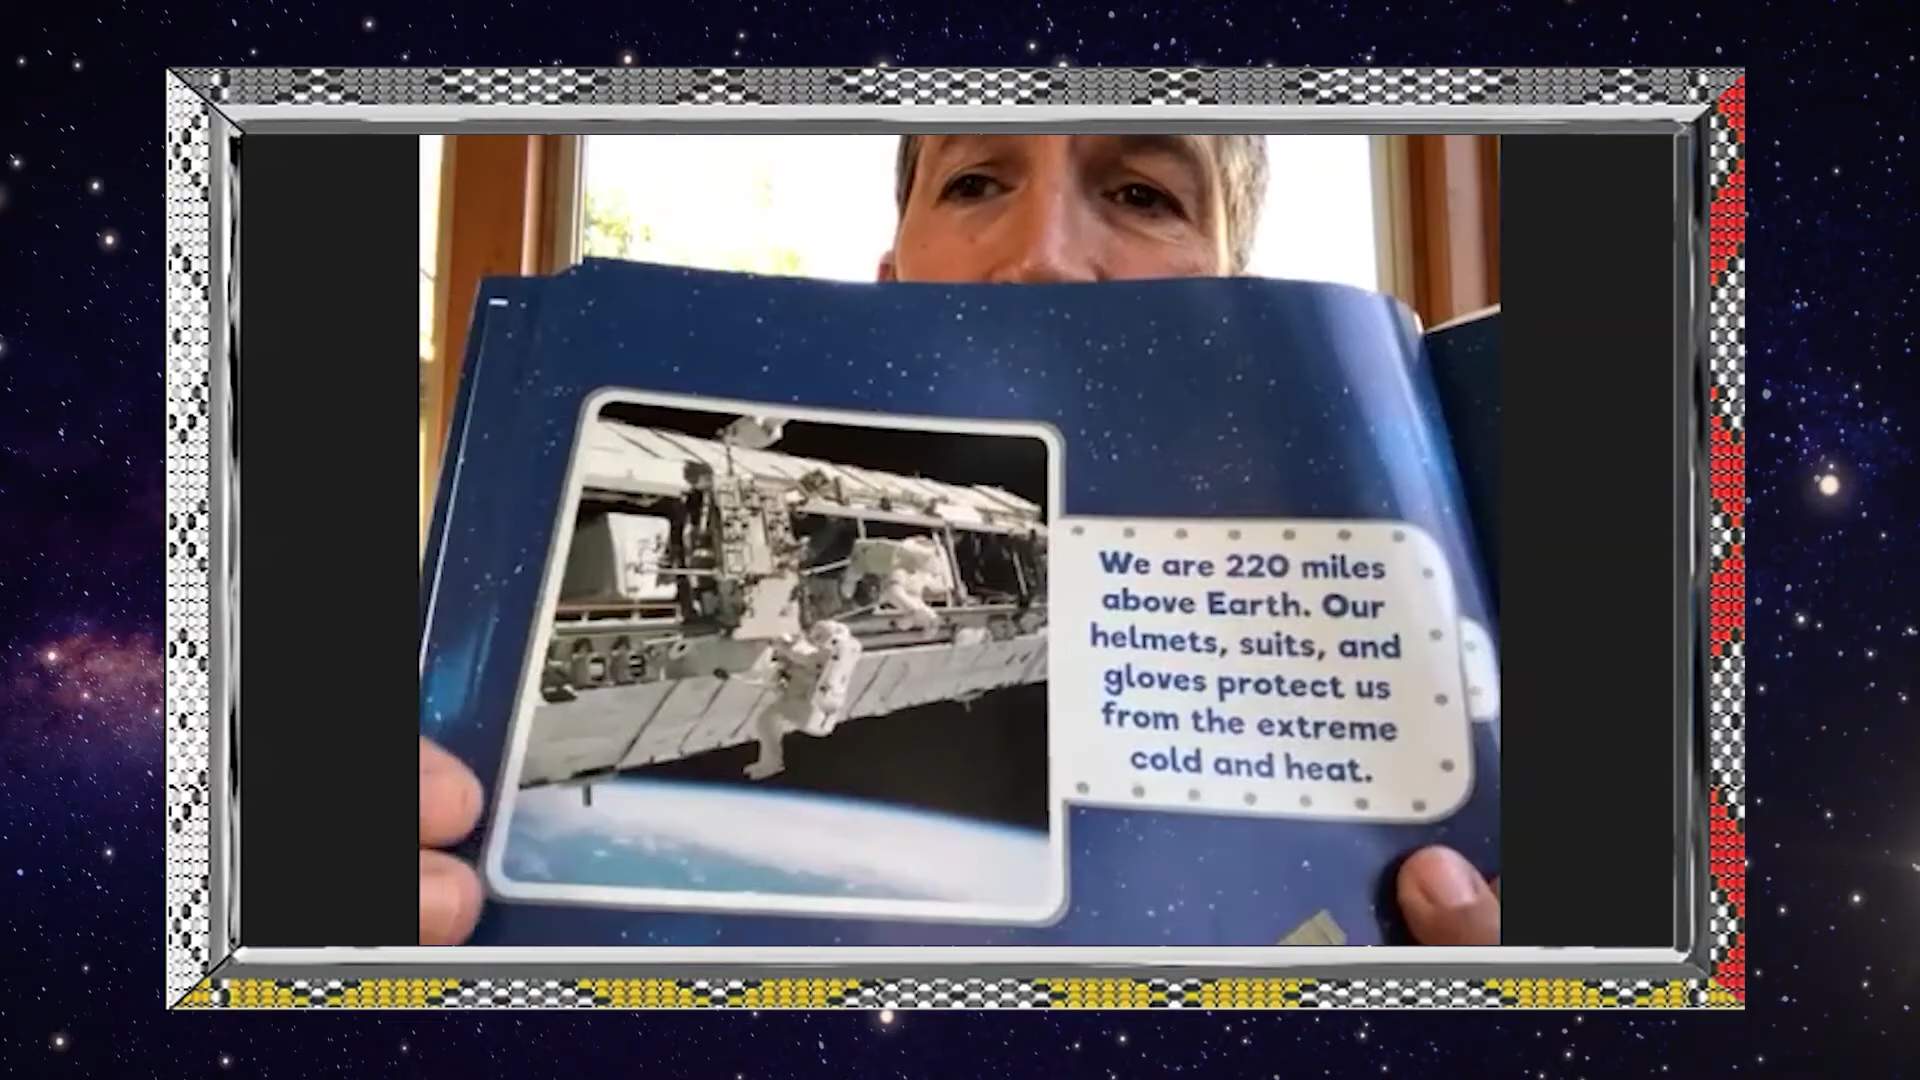 We are 220 miles
above Earth. Our
helmets, suits, and
gloves protect us
from the extreme
cold and heat.